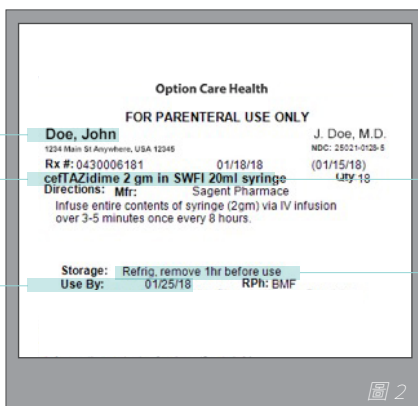 Option Care Health
FOR PARENTERAL USE ONLY
Doe, John J. Doe, M.D.
1234 Main St Anywhere, USA 12345 NDC: 25021-0128-5
Rx #: 0430006181 01/18/18 (01/15/18)
cefTAZidime 2 gm in SWFI 20ml syringe Qty 18
Directions: Mfr: Sagent Pharmace
Infuse entire contents of syringe (2gm) via IV infusion
over 3-5 minutes once every 8 hours.
Storage: Refrig, remove 1hr before use
Use By: 01/25/18 RPh: BMF
圖 2